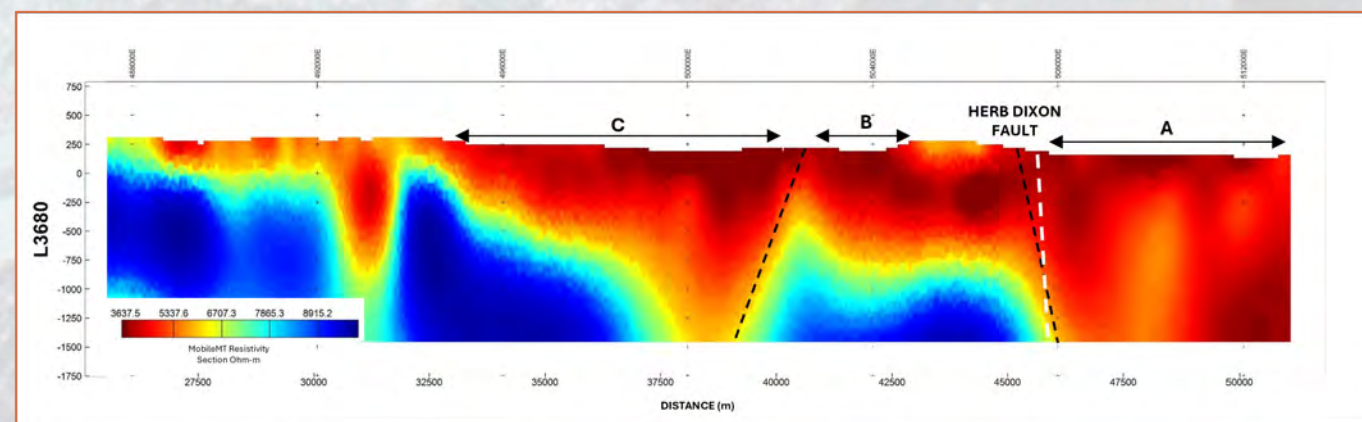 488000E 492000E 496000E 500000E 504000E 508000E 512000E
750
500
250
0
-250
-500
-750
-1000
-1250
-1500
-1750
L3680
C
B
HERB DIXON
FAULT
A
3637.5 5337.6 6707.3 7865.3 8915.2
MobileMT Resistivity
Section Ohm-m
27500 30000 32500 35000 37500 40000 42500 45000 47500 50000
DISTANCE (m)